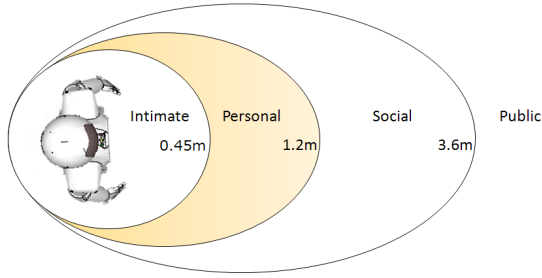 Intimate
Personal
Social
Public
0.45m
1.2m
3.6m